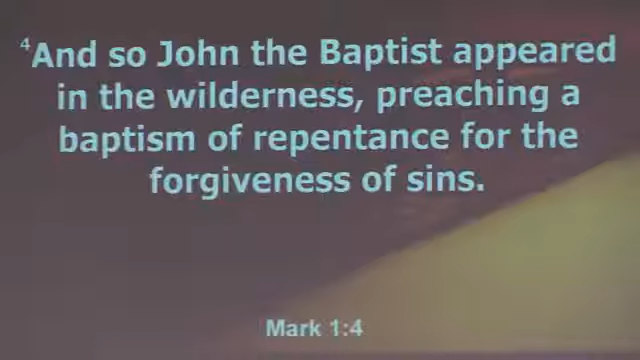 ⁴And so John the Baptist appeared
in the wilderness, preaching a
baptism of repentance for the
forgiveness of sins.
Mark 1:4